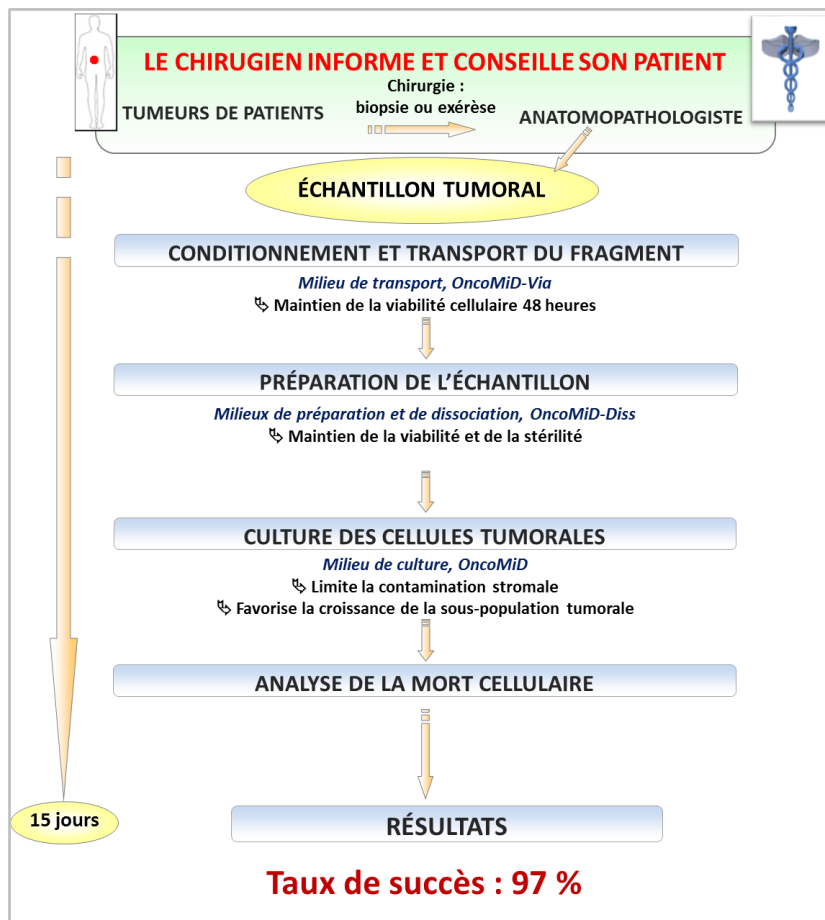 LE CHIRUGIEN INFORME ET CONSEILLE SON PATIENT
Chirurgie :
biopsie ou exérèse
TUMEURS DE PATIENTS
ANATOMOPATHOLOGISTE
ÉCHANTILLON TUMORAL
CONDITIONNEMENT ET TRANSPORT DU FRAGMENT
Milieu de transport, OncoMiD-Via
Maintien de la viabilité cellulaire 48 heures
PRÉPARATION DE L'ÉCHANTILLON
Milieux de préparation et de dissociation, OncoMiD-Diss
Maintien de la viabilité et de la stérilité
CULTURE DES CELLULES TUMORALES
Milieu de culture, OncoMiD
Limite la contamination stromale
Favorise la croissance de la sous-population tumorale
ANALYSE DE LA MORT CELLULAIRE
15 jours
RÉSULTATS
Taux de succès : 97 %